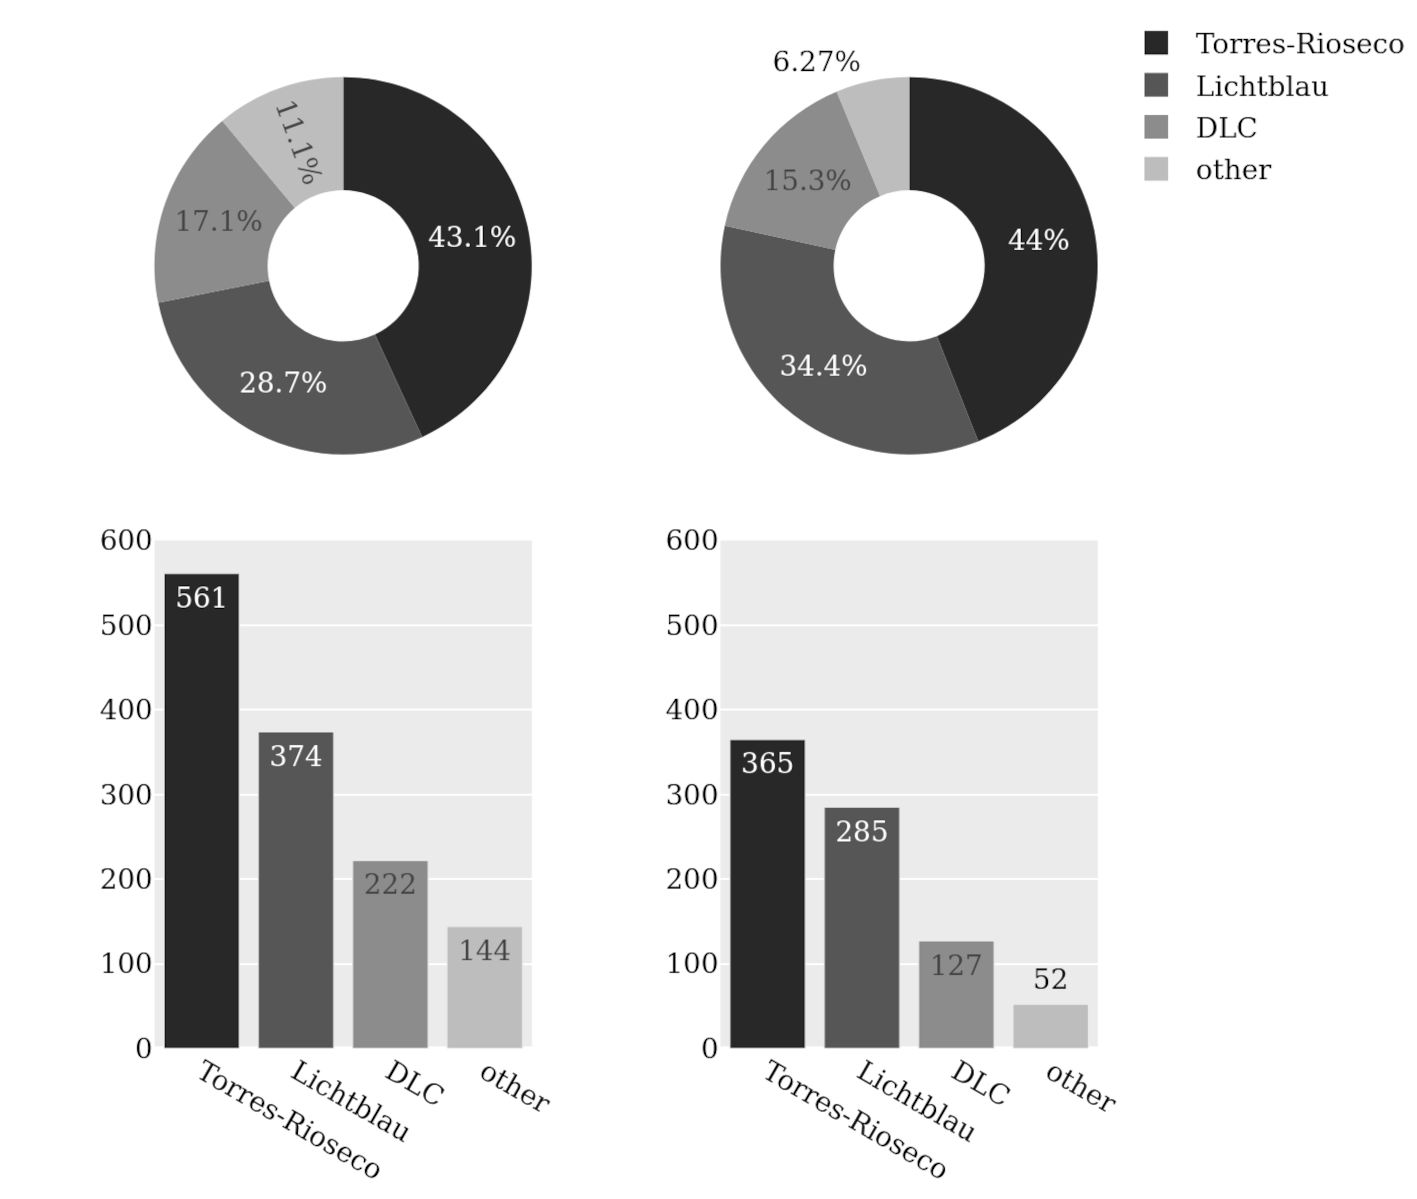 Torres-Rioseco
Lichtblau
DLC
other
11.1%
17.1%
43.1%
28.7%
6.27%
15.3%
44%
34.4%
600
500
400
300
200
100
0
561
374
222
144
Torres-Rioseco
Lichtblau
DLC
other
600
500
400
300
200
100
0
365
285
127
52
Torres-Rioseco
Lichtblau
DLC
other